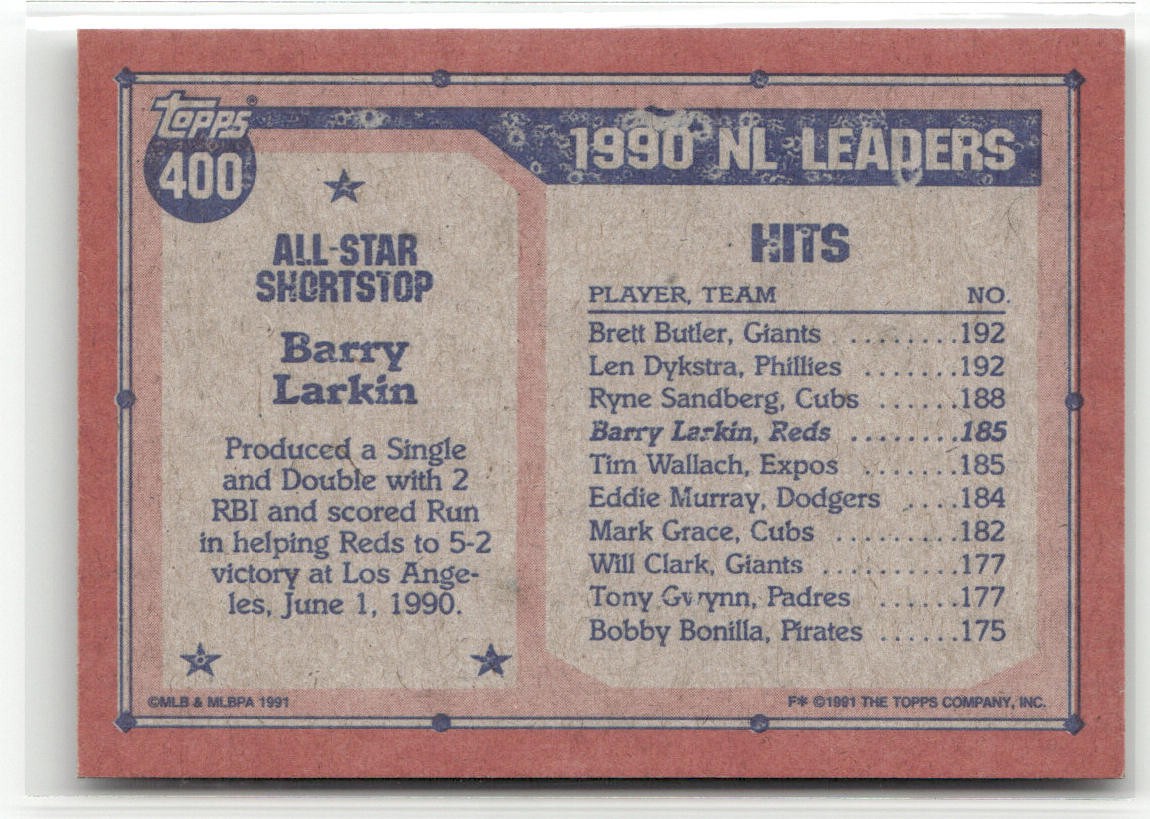 Topps®
400
1990 NL LEADERS
ALL-STAR
SHORTSTOP
Barry
Larkin
Produced a Single
and Double with 2
RBI and scored Run
in helping Reds to 5-2
victory at Los Ange-
les, June 1, 1990.
HITS
PLAYER, TEAM NO.
Brett Butler, Giants .........192
Len Dykstra, Phillies .......192
Ryne Sandberg, Cubs ......188
Barry Larkin, Reds ........185
Tim Wallach, Expos .......185
Eddie Murray, Dodgers ....184
Mark Grace, Cubs .........182
Will Clark, Giants ..........177
Tony Gwynn, Padres ......177
Bobby Bonilla, Pirates ......175
©MLB & MLBPA 1991
F* ©1991 THE TOPPS COMPANY, INC.